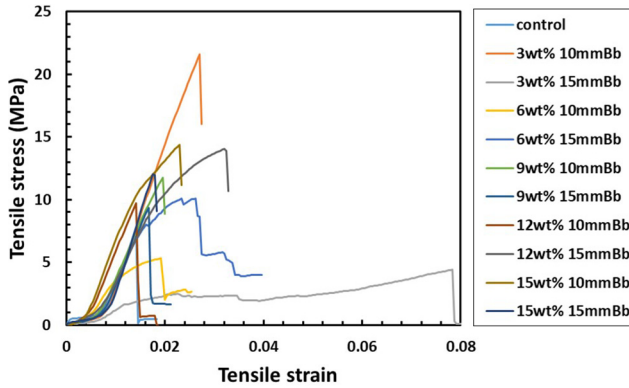 25
20
15
10
5
0
0
0.02
0.04
0.06
0.08
Tensile stress (MPa)
Tensile strain
control
3wt% 10mmBb
3wt% 15mmBb
6wt% 10mmBb
6wt% 15mmBb
9wt% 10mmBb
9wt% 15mmBb
12wt% 10mmBb
12wt% 15mmBb
15wt% 10mmBb
15wt% 15mmBb